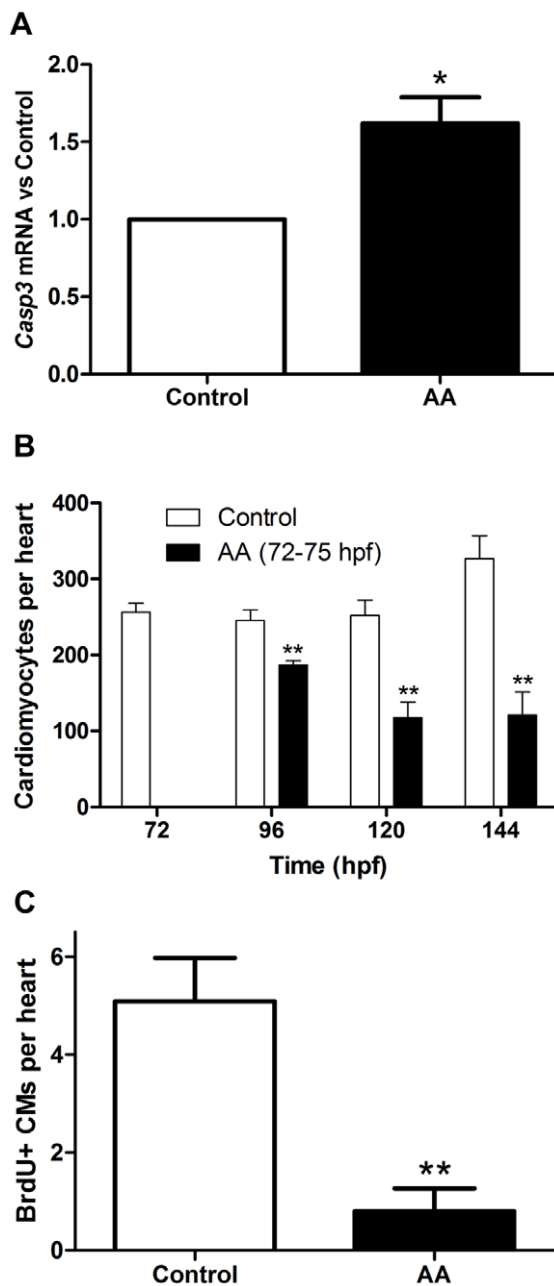 A
Casp3 mRNA vs Control
2.0
*
1.5
1.0
0.5
0.0
Control AA
B
Cardiomyocytes per heart
400
Control
AA (72-75 hpf)
300
200
** ** **
100
0
72 96 120 144
Time (hpf)
C
BrdU+ CMs per heart
6
4
2
**
0
Control AA